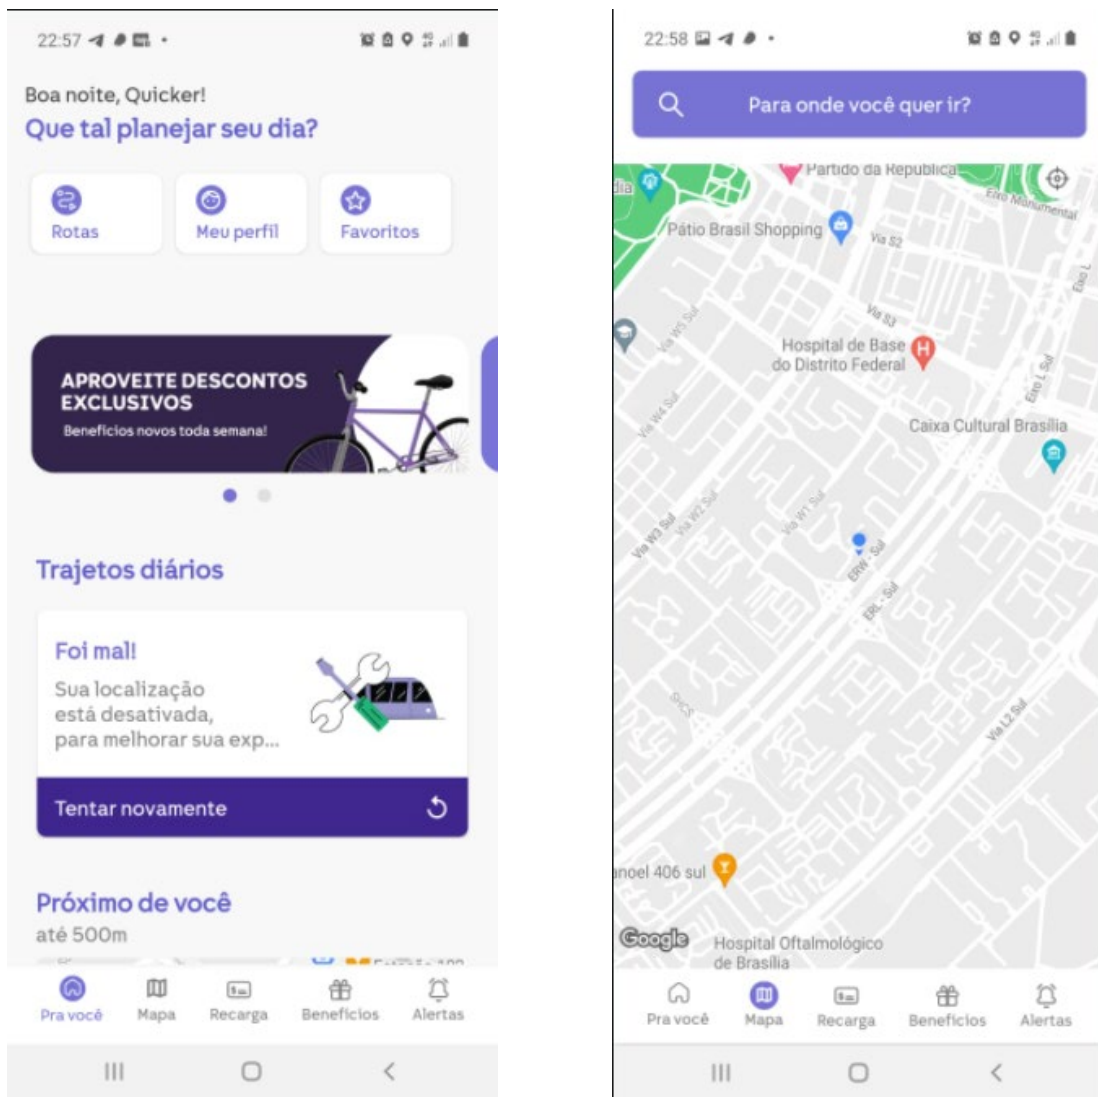 22:57
Boa noite, Quicker!
Que tal planejar seu dia?
Rotas
Meu perfil
Favoritos
APROVEITE DESCONTOS
EXCLUSIVOS
Benefícios novos toda semana!
Trajetos diários
Foi mal!
Sua localização
está desativada,
para melhorar sua exp...
Tentar novamente
Próximo de você
até 500m
Pra você
Mapa
Recarga
Benefícios
Alertas
22:58
Para onde você quer ir?
Partido da República
Eixo Monumental
Pátio Brasil Shopping
Via S2
Eixo L
Via S3
Via W5 Sul
Hospital de Base
do Distrito Federal
Eixo L Sul
Via W4 Sul
Caixa Cultural Brasília
Via W3 Sul
Via W2 Sul
Via W1 Sul
ERW - Sul
ERL - Sul
SHCS
Via L2 Sul
anoel 406 sul
Google
Hospital Oftalmológico
de Brasília
Pra você
Mapa
Recarga
Benefícios
Alertas